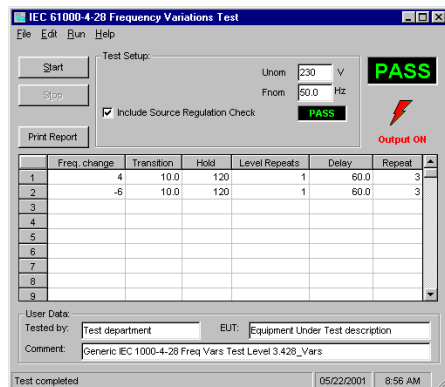 IEC 61000-4-28 Frequency Variations Test
File Edit Run Help
Start
Stop
Print Report
Test Setup:
Unom 230 V
Fnom 50.0 Hz
Include Source Regulation Check PASS
PASS
Output ON
Freq. change Transition Hold Level Repeats Delay Repeat
1 4 10.0 120 1 60.0 3
2 -6 10.0 120 1 60.0 3
3
4
5
6
7
8
9
User Data:
Tested by: Test department EUT: Equipment Under Test description
Comment: Generic IEC 1000-4-28 Freq Vars Test Level 3.428_Vars
Test completed 05/22/2001 8:56 AM